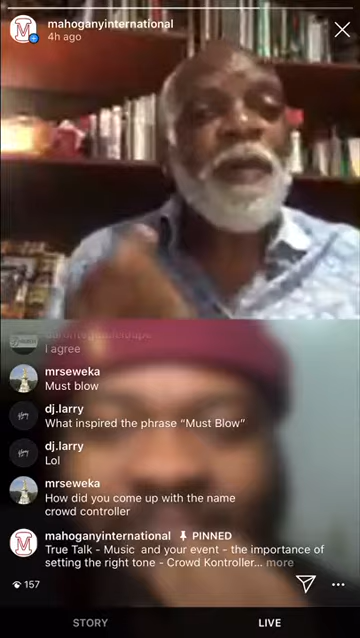 mahoganyinternational
4h ago
I agree
mrseweka
Must blow
dj.larry
What inspired the phrase “Must Blow”
dj.larry
Lol
mrseweka
How did you come up with the name
crowd controller
mahoganyinternational PINNED
True Talk - Music and your event - the importance of
setting the right tone - Crowd Kontroller... more
157
STORY LIVE